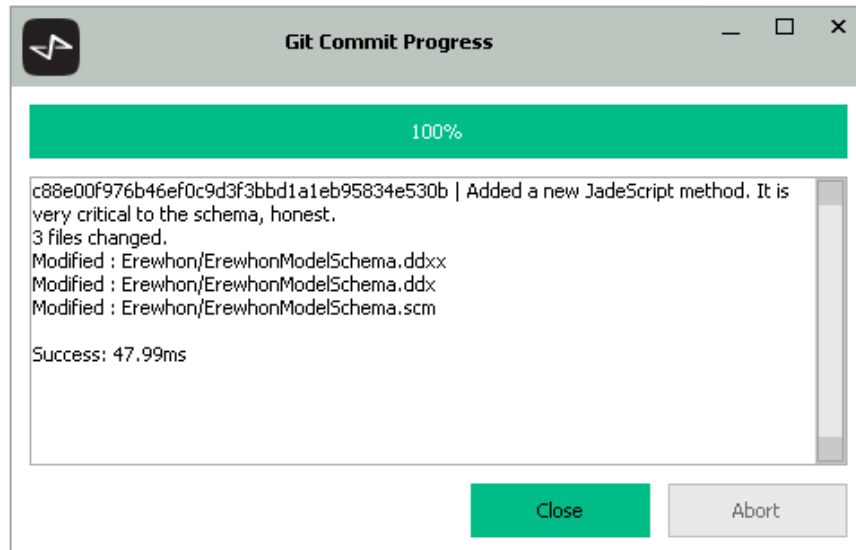 Git Commit Progress
100%
c88e00f976b46ef0c9d3f3bbd1a1eb95834e530b | Added a new JadeScript method. It is
very critical to the schema, honest.
3 files changed.
Modified : Erewhon/ErewhonModelSchema.ddxx
Modified : Erewhon/ErewhonModelSchema.ddx
Modified : Erewhon/ErewhonModelSchema.scm
Success: 47.99ms
Close
Abort